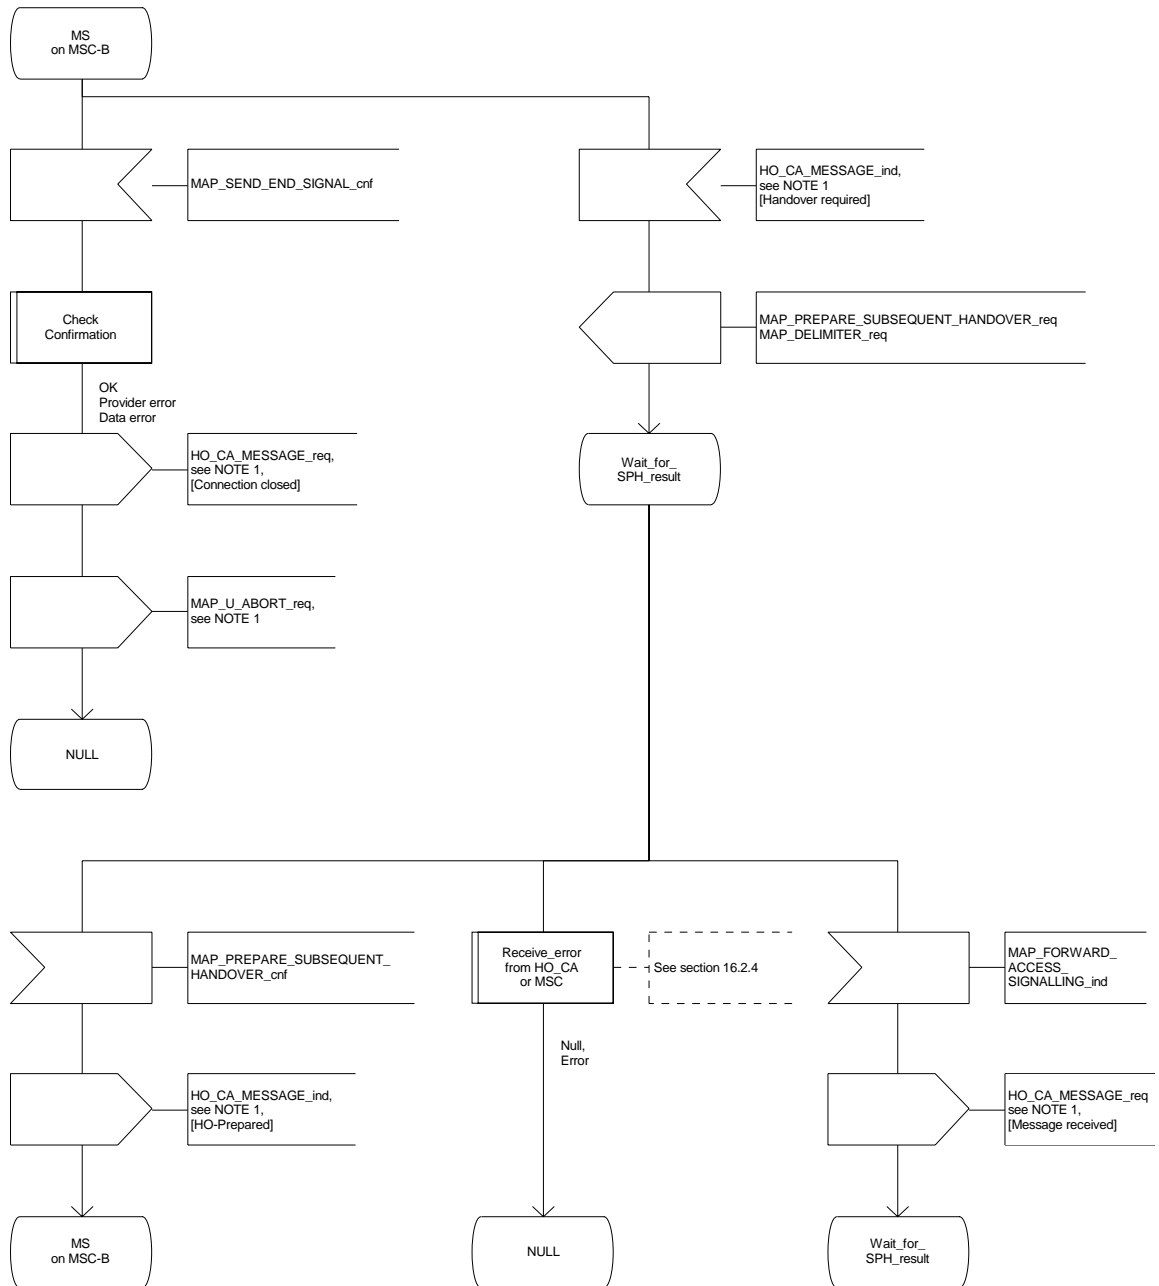 MS
on MSC-B
MAP_SEND_END_SIGNAL_cnf
HO_CA_MESSAGE_ind,
see NOTE 1
[Handover required]
Check
Confirmation
MAP_PREPARE_SUBSEQUENT_HANDOVER_req
MAP_DELIMITER_req
OK
Provider error
Data error
HO_CA_MESSAGE_req,
see NOTE 1,
[Connection closed]
Wait_for_
SPH_result
MAP_U_ABORT_req,
see NOTE 1
NULL
MAP_PREPARE_SUBSEQUENT_
HANDOVER_cnf
Receive_error
from HO_CA
or MSC
See section 16.2.4
MAP_FORWARD_
ACCESS_
SIGNALLING_ind
Null,
Error
HO_CA_MESSAGE_ind,
see NOTE 1,
[HO-Prepared]
HO_CA_MESSAGE_req
see NOTE 1,
[Message received]
MS
on MSC-B
NULL
Wait_for_
SPH_result